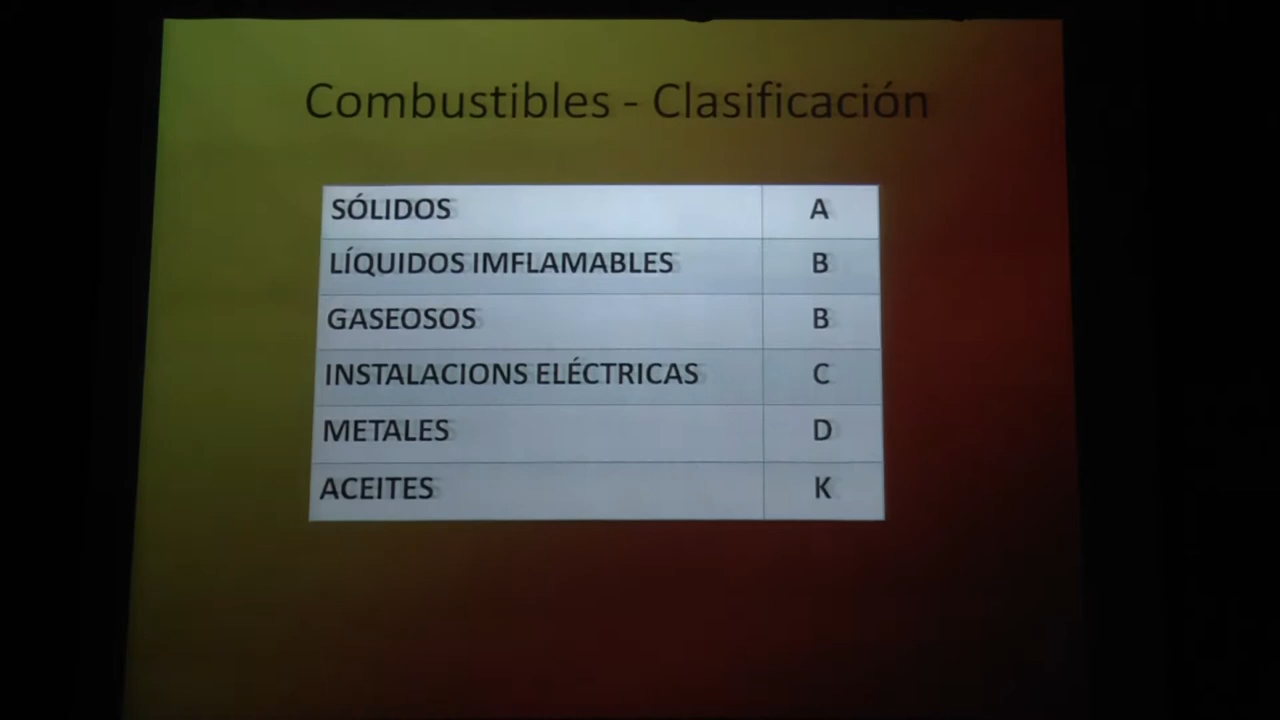 Combustibles - Clasificación
SÓLIDOS A
LÍQUIDOS IMFLAMABLES B
GASEOSOS B
INSTALACIONS ELÉCTRICAS C
METALES D
ACEITES K